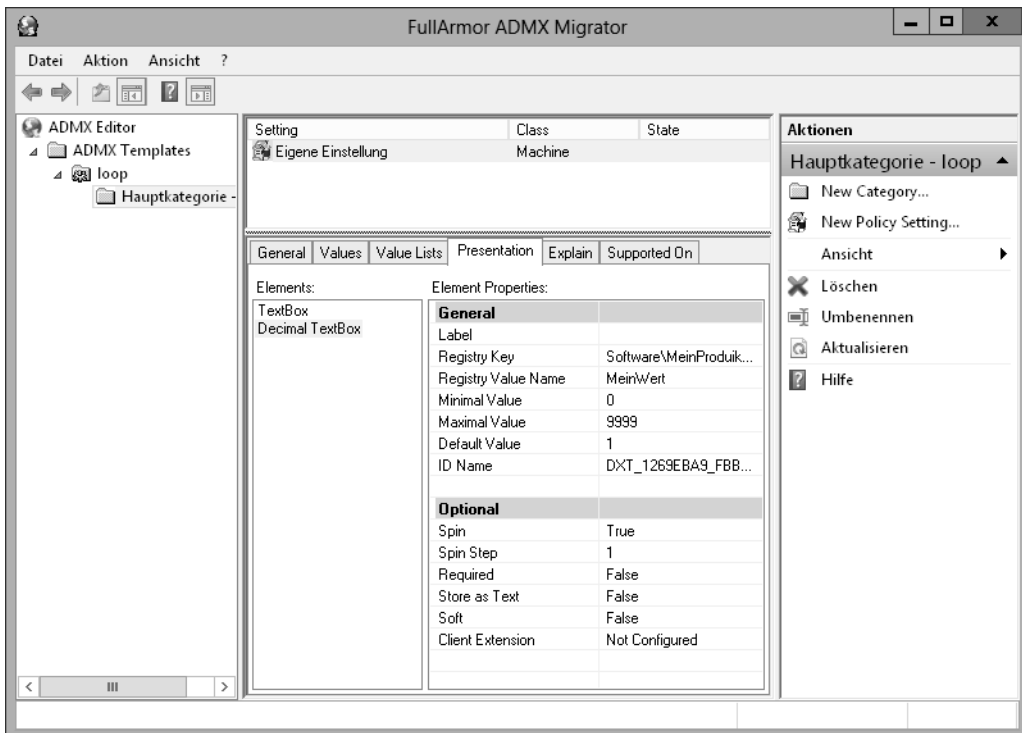 FullArmor ADMX Migrator
Datei Aktion Ansicht ?
ADMX Editor
ADMX Templates
loop
Hauptkategorie -
Setting Class State
Eigene Einstellung Machine
General Values Value Lists Presentation Explain Supported On
Elements:
TextBox
Decimal TextBox
Element Properties:
General
Label
Registry Key Software\MeinProduik...
Registry Value Name MeinWert
Minimal Value 0
Maximal Value 9999
Default Value 1
ID Name DXT_1269EBA9_FBB...
Optional
Spin True
Spin Step 1
Required False
Store as Text False
Soft False
Client Extension Not Configured
Aktionen
Hauptkategorie - loop
New Category...
New Policy Setting...
Ansicht
Löschen
Umbenennen
Aktualisieren
Hilfe